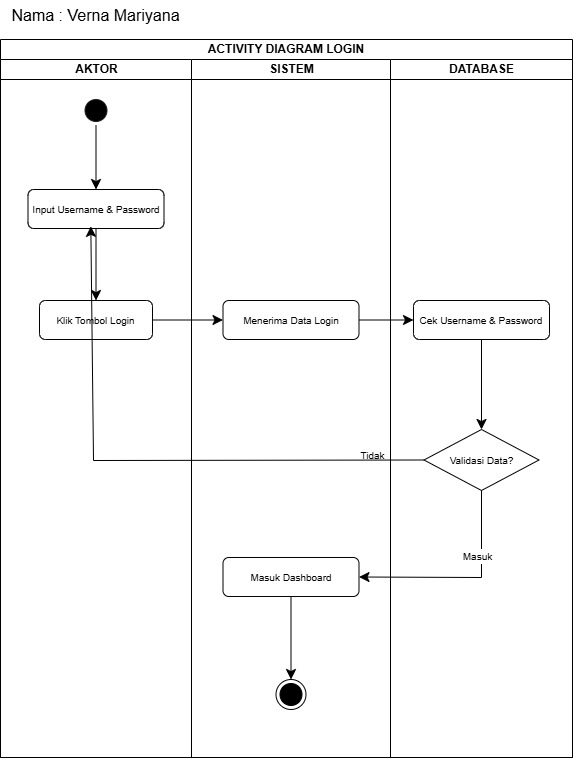 Nama : Verna Mariyana
ACTIVITY DIAGRAM LOGIN
AKTOR
SISTEM
DATABASE
Input Username & Password
Klik Tombol Login
Menerima Data Login
Cek Username & Password
Tidak
Validasi Data?
Masuk
Masuk Dashboard